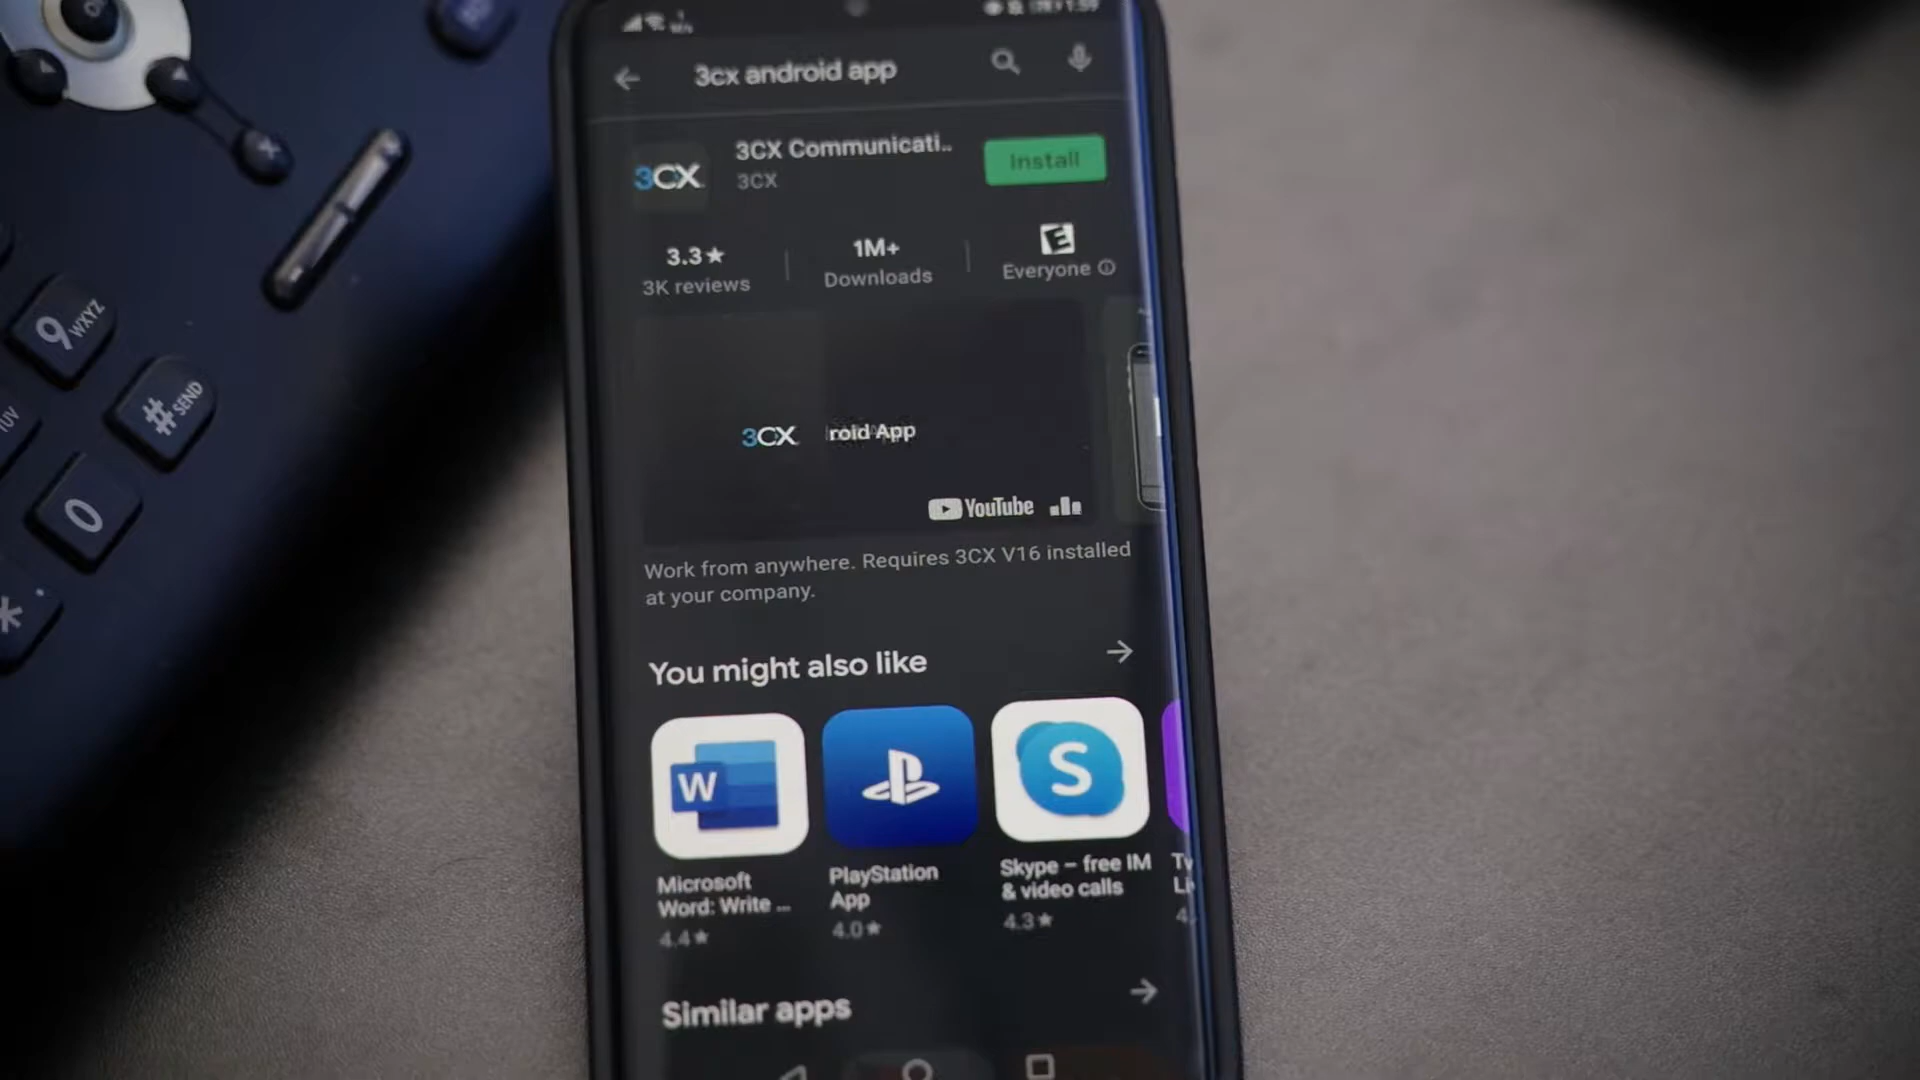 3cx android app
3CX
3CX Communicati..
3CX
Install
3.3★
3K reviews
1M+
Downloads
E
Everyone
3CX
roid App
YouTube
Work from anywhere. Requires 3CX V16 installed
at your company.
You might also like
W
S
Microsoft
Word: Write ...
4.4★
PlayStation
App
4.0★
Skype – free IM
& video calls
4.3★
Similar apps
9 WXYZ
# SEND
TUV
0
*